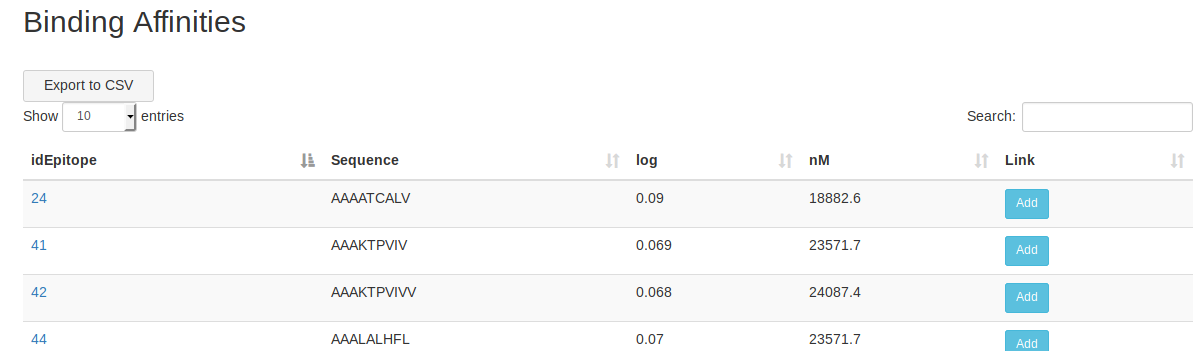 Binding Affinities
Export to CSV
Show 10 entries Search:
idEpitope Sequence log nM Link
24 AAAATCALV 0.09 18882.6 Add
41 AAAKTPVIV 0.069 23571.7 Add
42 AAAKTPVIVV 0.068 24087.4 Add
44 AAALALHFL 0.07 23571.7 Add